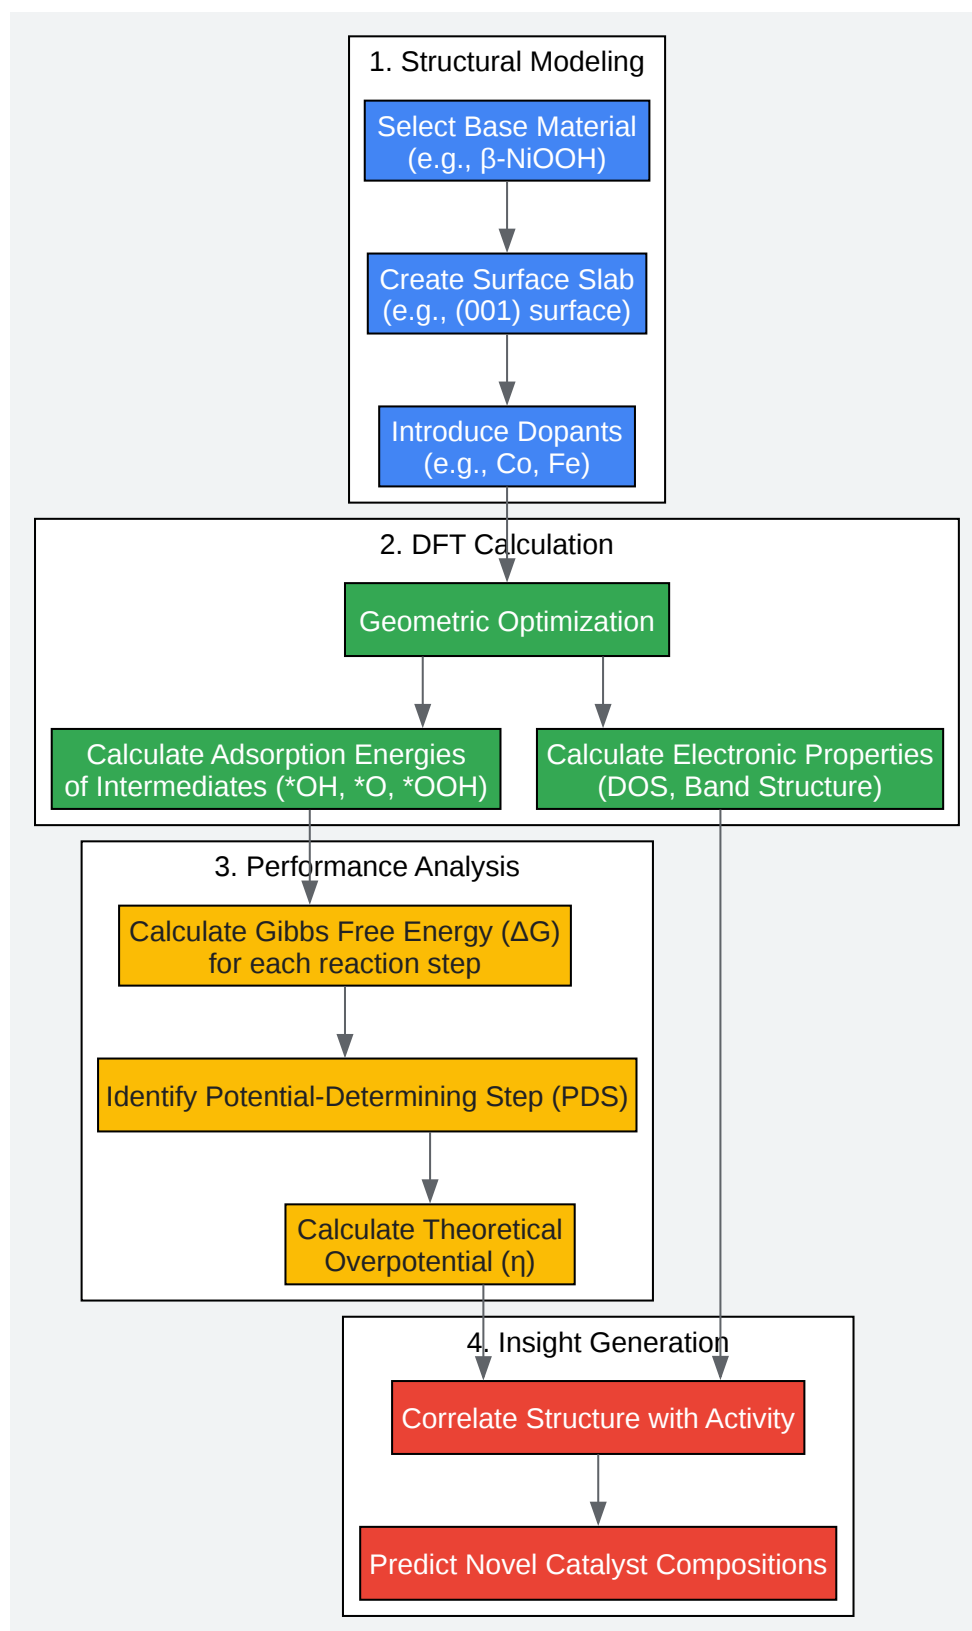 1. Structural Modeling
Select Base Material
(e.g., β-NiOOH)
Create Surface Slab
(e.g., (001) surface)
Introduce Dopants
(e.g., Co, Fe)
2. DFT Calculation
Geometric Optimization
Calculate Adsorption Energies
of Intermediates (*OH, *O, *OOH)
Calculate Electronic Properties
(DOS, Band Structure)
3. Performance Analysis
Calculate Gibbs Free Energy (ΔG)
for each reaction step
Identify Potential-Determining Step (PDS)
Calculate Theoretical
Overpotential (η)
4. Insight Generation
Correlate Structure with Activity
Predict Novel Catalyst Compositions